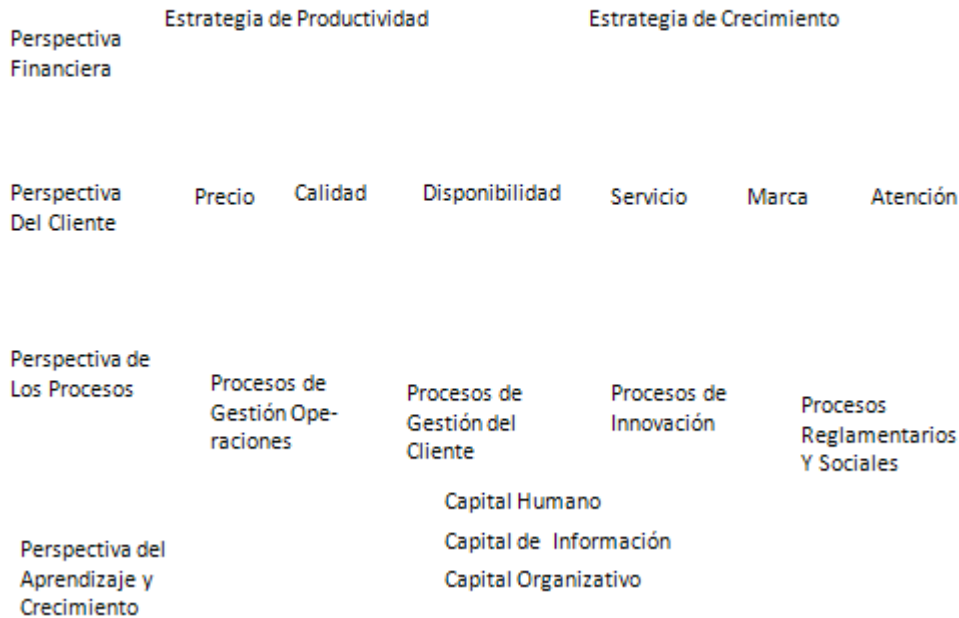 Estrategia de Productividad
Estrategia de Crecimiento
Perspectiva
Financiera
Perspectiva
Del Cliente
Precio
Calidad
Disponibilidad
Servicio
Marca
Atención
Perspectiva de
Los Procesos
Procesos de
Gestión Ope-
raciones
Procesos de
Gestión del
Cliente
Procesos de
Innovación
Procesos
Reglamentarios
Y Sociales
Capital Humano
Capital de Información
Capital Organizativo
Perspectiva del
Aprendizaje y
Crecimiento